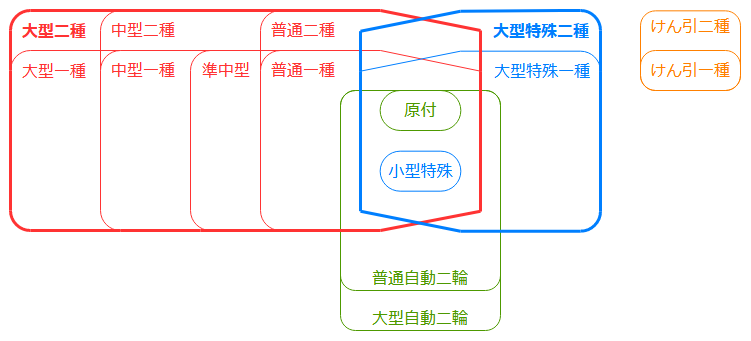 大型二種
中型二種
普通二種
大型特殊二種
けん引二種
大型一種
中型一種
準中型
普通一種
大型特殊一種
けん引一種
原付
小型特殊
普通自動二輪
大型自動二輪